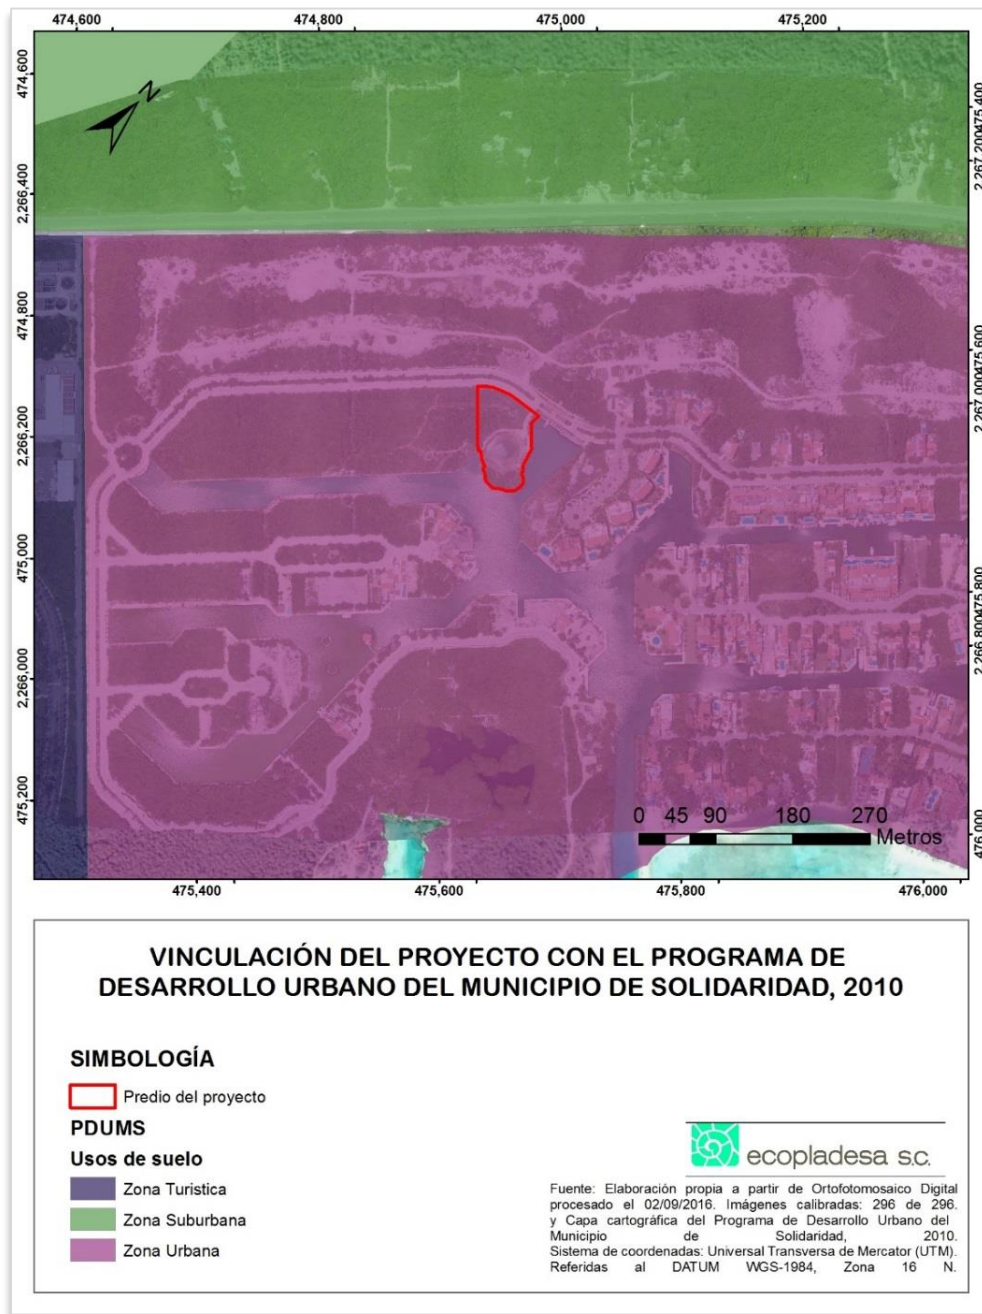 474,600 474,800 475,000 475,200
474,600
475,400
2,267,200
2,266,400
N
474,800
475,600
2,267,000
2,266,200
475,000
475,800
2,266,800
2,266,000
475,200
476,000
0 45 90 180 270
Metros
475,400 475,600 475,800 476,000
VINCULACIÓN DEL PROYECTO CON EL PROGRAMA DE
DESARROLLO URBANO DEL MUNICIPIO DE SOLIDARIDAD, 2010
SIMBOLOGÍA
Predio del proyecto
PDUMS
Usos de suelo
Zona Turistica
Zona Suburbana
Zona Urbana
ecopladesa s.c.
Fuente: Elaboración propia a partir de Ortofotomosaico Digital
procesado el 02/09/2016. Imágenes calibradas: 296 de 296.
y Capa cartográfica del Programa de Desarrollo Urbano del
Municipio de Solidaridad, 2010.
Sistema de coordenadas: Universal Transversa de Mercator (UTM).
Referidas al DATUM WGS-1984, Zona 16 N.